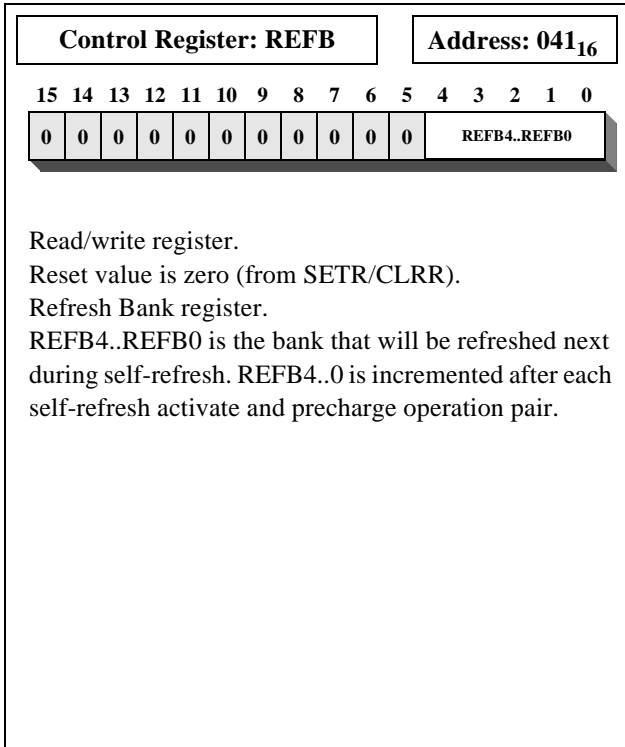 Control Register: REFB Address: 041₁₆
15 14 13 12 11 10 9 8 7 6 5 4 3 2 1 0
0 0 0 0 0 0 0 0 0 0 0 REFB4..REFB0
Read/write register.
Reset value is zero (from SETR/CLRR).
Refresh Bank register.
REFB4..REFB0 is the bank that will be refreshed next
during self-refresh. REFB4..0 is incremented after each
self-refresh activate and precharge operation pair.